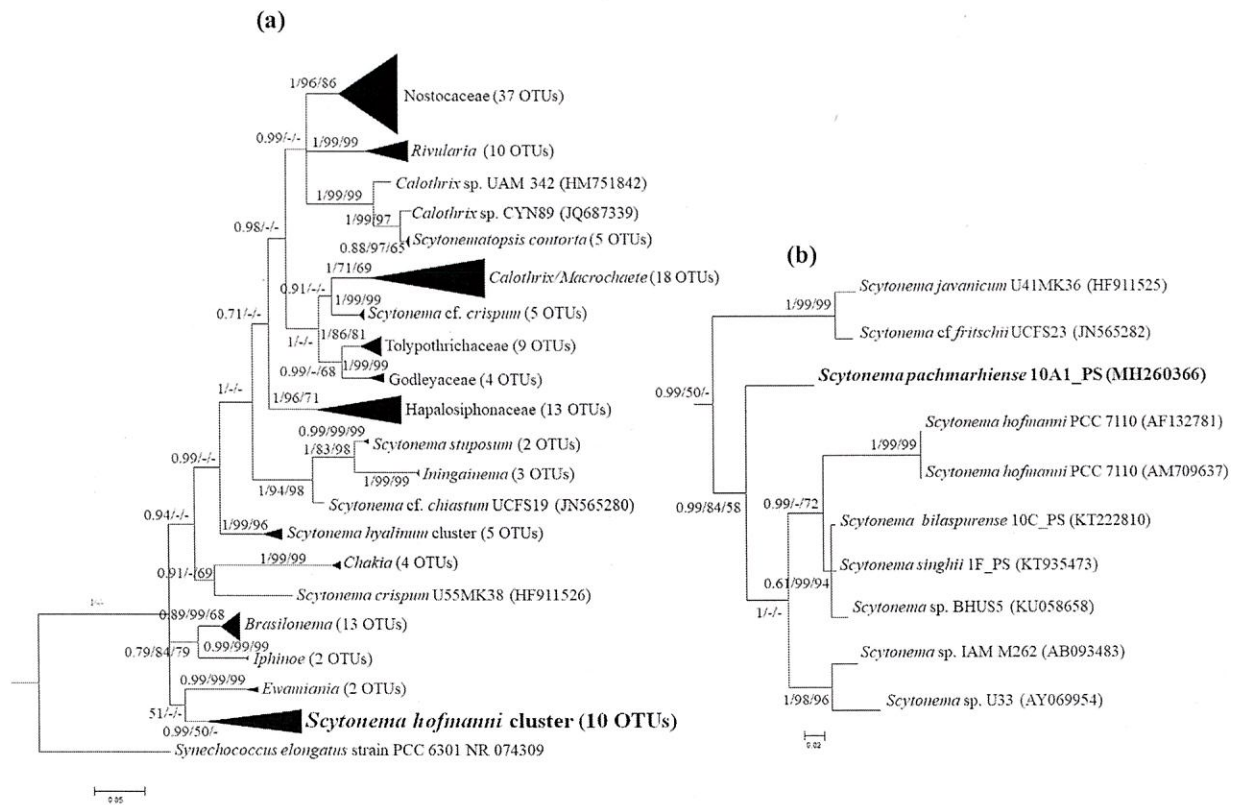 (a)
1/96/86
Nostocaceae (37 OTUs)
0.99/-/-
1/99/99
Rivularia (10 OTUs)
Calothrix sp. UAM 342 (HM751842)
1/99/99
Calothrix sp. CYN89 (JQ687339)
1/99/97
Scytonematopsis contorta (5 OTUs)
0.88/97/65
0.98/-/-
1/71/69
Calothrix/Macrochaete (18 OTUs)
0.91/-/-
1/99/99
Scytonema cf. crispum (5 OTUs)
0.71/-/-
1/86/81
1/-/-
Tolypothrichaceae (9 OTUs)
1/99/99
0.99/-/68
Godleyaceae (4 OTUs)
1/-/-
1/96/71
Hapalosiphonaceae (13 OTUs)
0.99/99/99
Scytonema stuposum (2 OTUs)
1/83/98
Iningainema (3 OTUs)
1/99/99
0.99/-/-
1/94/98
Scytonema cf. chiastum UCFS19 (JN565280)
0.94/-/-
1/99/96
Scytonema hyalinum cluster (5 OTUs)
1/99/99
Chakia (4 OTUs)
0.91/-/69
Scytonema crispum U55MK38 (HF911526)
0.89/99/68
Brasilonema (13 OTUs)
0.99/99/99
0.79/84/79
Iphinoe (2 OTUs)
0.99/99/99
Ewamiania (2 OTUs)
51/-/-
Scytonema hofmanni cluster (10 OTUs)
0.99/50/-
Synechococcus elongatus strain PCC 6301 NR 074309
0.05
(b)
Scytonema javanicum U41MK36 (HF911525)
1/99/99
Scytonema cf fritschii UCFS23 (JN565282)
Scytonema pachmarhiense 10A1_PS (MH260366)
0.99/50/-
Scytonema hofmanni PCC 7110 (AF132781)
1/99/99
Scytonema hofmanni PCC 7110 (AM709637)
0.99/84/58
0.99/-/72
Scytonema bilaspurense 10C_PS (KT222810)
Scytonema singhii 1F_PS (KT935473)
0.61/99/94
Scytonema sp. BHUS5 (KU058658)
1/-/-
Scytonema sp. IAM M262 (AB093483)
1/98/96
Scytonema sp. U33 (AY069954)
0.02